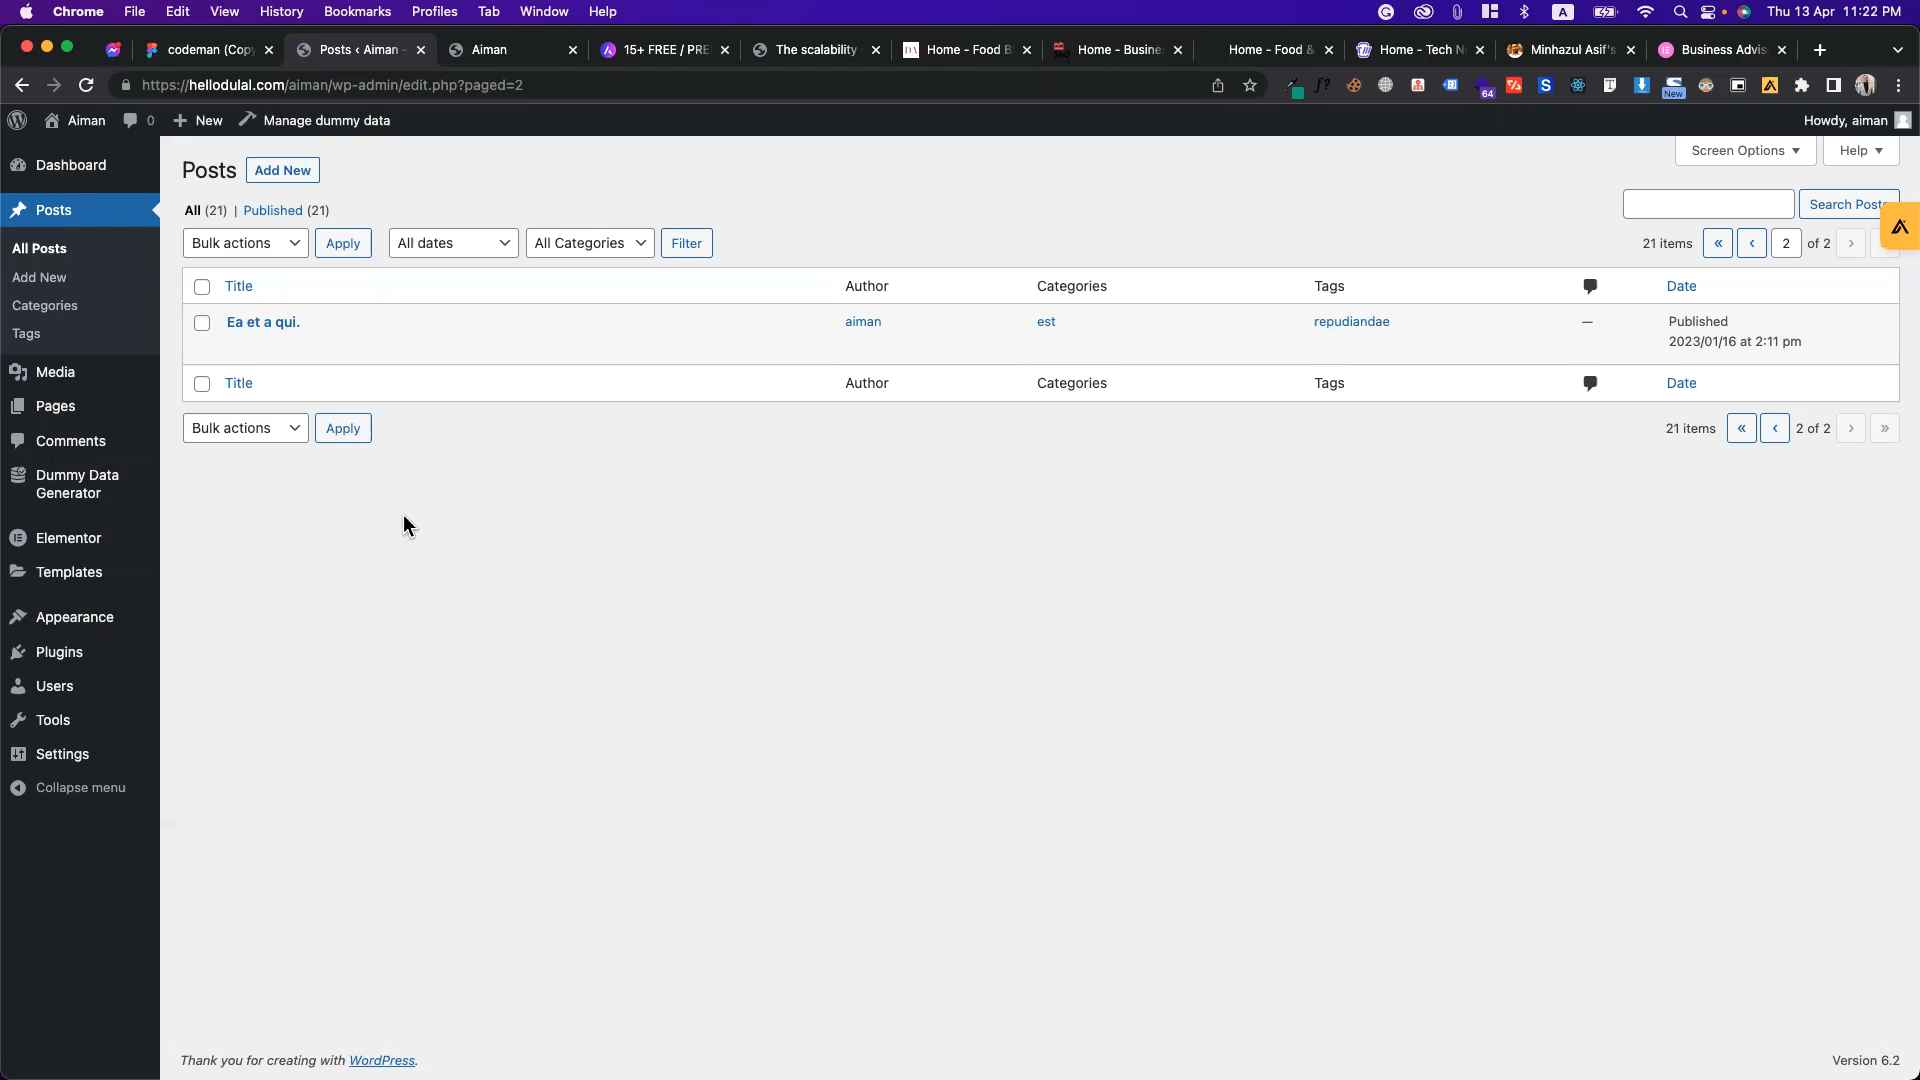 Chrome File Edit View History Bookmarks Profiles Tab Window Help
A
Thu 13 Apr 11:22 PM
codeman (Copy
Posts ‹ Aiman –
Aiman
15+ FREE / PRE
The scalability
Home - Food B
Home - Busine
Home - Food &
Home - Tech N
Minhazul Asif's
Business Advis
https://hellodulal.com/aiman/wp-admin/edit.php?paged=2
f?
64
S
T
New
Aiman
0
New
Manage dummy data
Howdy, aiman
Dashboard
Posts
All Posts
Add New
Categories
Tags
Media
Pages
Comments
Dummy Data
Generator
Elementor
Templates
Appearance
Plugins
Users
Tools
Settings
Collapse menu
Screen Options
Help
Posts
Add New
All (21) | Published (21)
Search Posts
Bulk actions
Apply
All dates
All Categories
Filter
21 items « ‹ 2 of 2 ›
Title Author Categories Tags Date
Ea et a qui. aiman est repudiandae — Published
2023/01/16 at 2:11 pm
Title Author Categories Tags Date
Bulk actions
Apply
21 items « ‹ 2 of 2 › »
Thank you for creating with WordPress.
Version 6.2